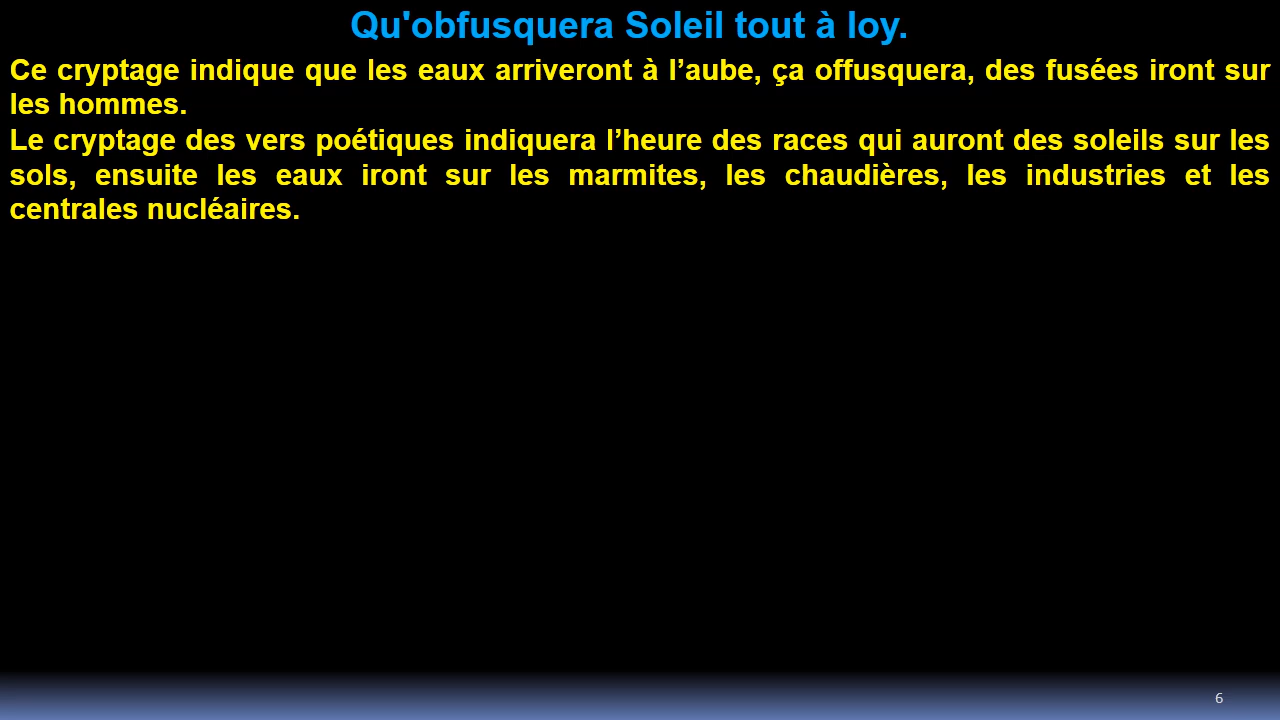 Qu'obfusquera Soleil tout à loy.
Ce cryptage indique que les eaux arriveront à l’aube, ça offusquera, des fusées iront sur
les hommes.
Le cryptage des vers poétiques indiquera l’heure des races qui auront des soleils sur les
sols, ensuite les eaux iront sur les marmites, les chaudières, les industries et les
centrales nucléaires.
6